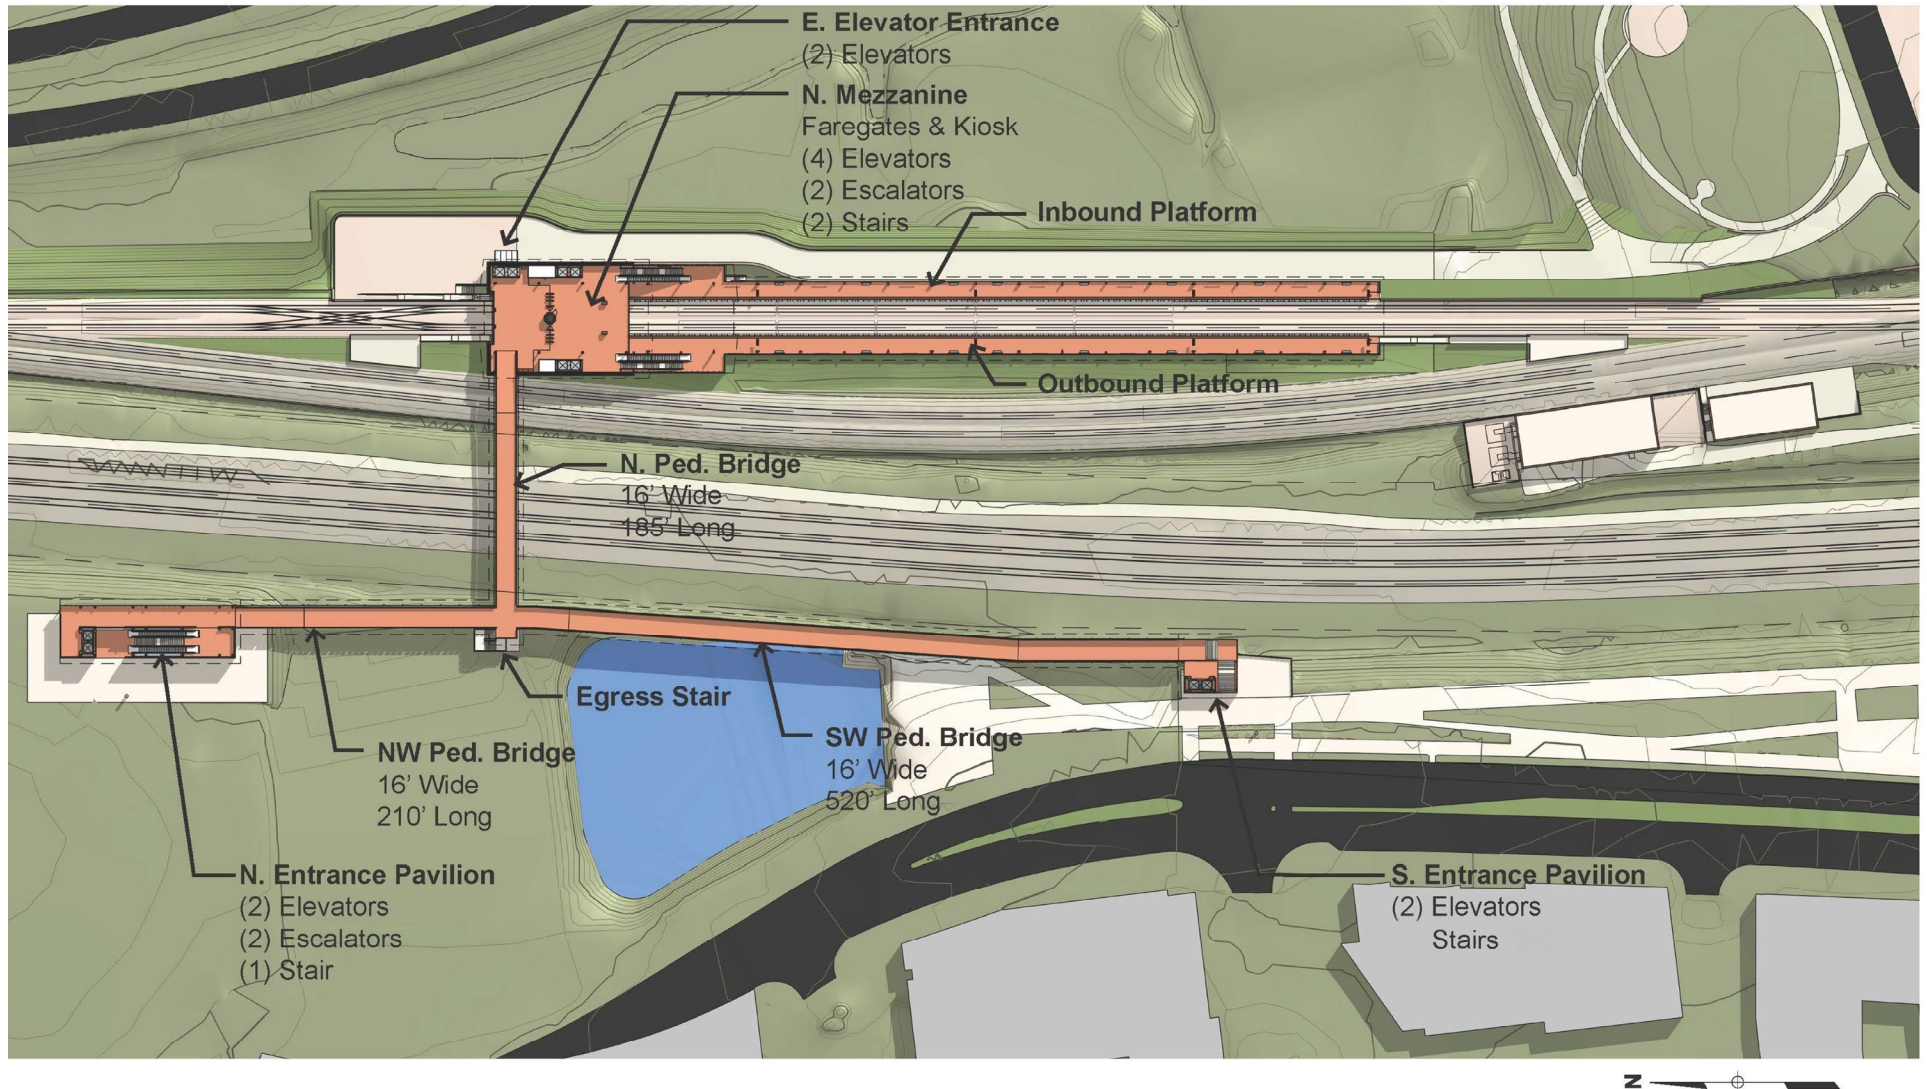 E. Elevator Entrance
(2) Elevators
N. Mezzanine
Faregates & Kiosk
(4) Elevators
(2) Escalators
(2) Stairs
Inbound Platform
Outbound Platform
N. Ped. Bridge
16’ Wide
185’ Long
Egress Stair
SW Ped. Bridge
16’ Wide
520’ Long
NW Ped. Bridge
16’ Wide
210’ Long
N. Entrance Pavilion
(2) Elevators
(2) Escalators
(1) Stair
S. Entrance Pavilion
(2) Elevators
Stairs
N